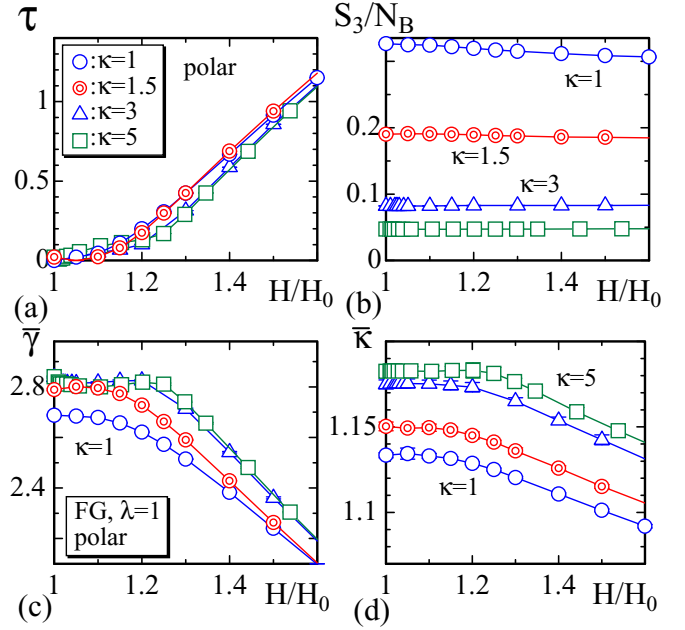 τ
polar
:κ=1
:κ=1.5
:κ=3
:κ=5
1
0.5
0
1 1.2 1.4
H/H0
(a)
S3/NB
κ=1
κ=1.5
κ=3
0.2
0.1
0
1 1.2 1.4
H/H0
(b)
γ̄
κ=1
FG, λ=1
polar
2.8
2.4
1 1.2 1.4
H/H0
(c)
κ̄
κ=5
κ=1
1.15
1.1
1 1.2 1.4
H/H0
(d)